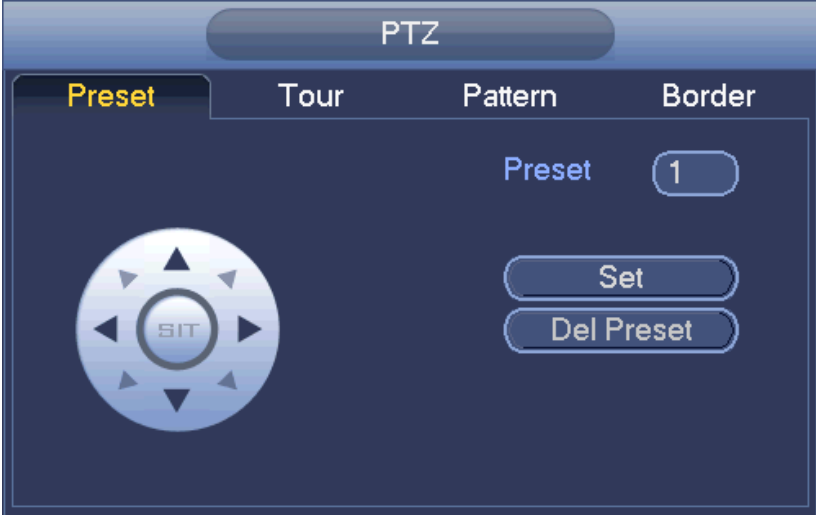 PTZ
Preset Tour Pattern Border
Preset 1
SIT
Set
Del Preset